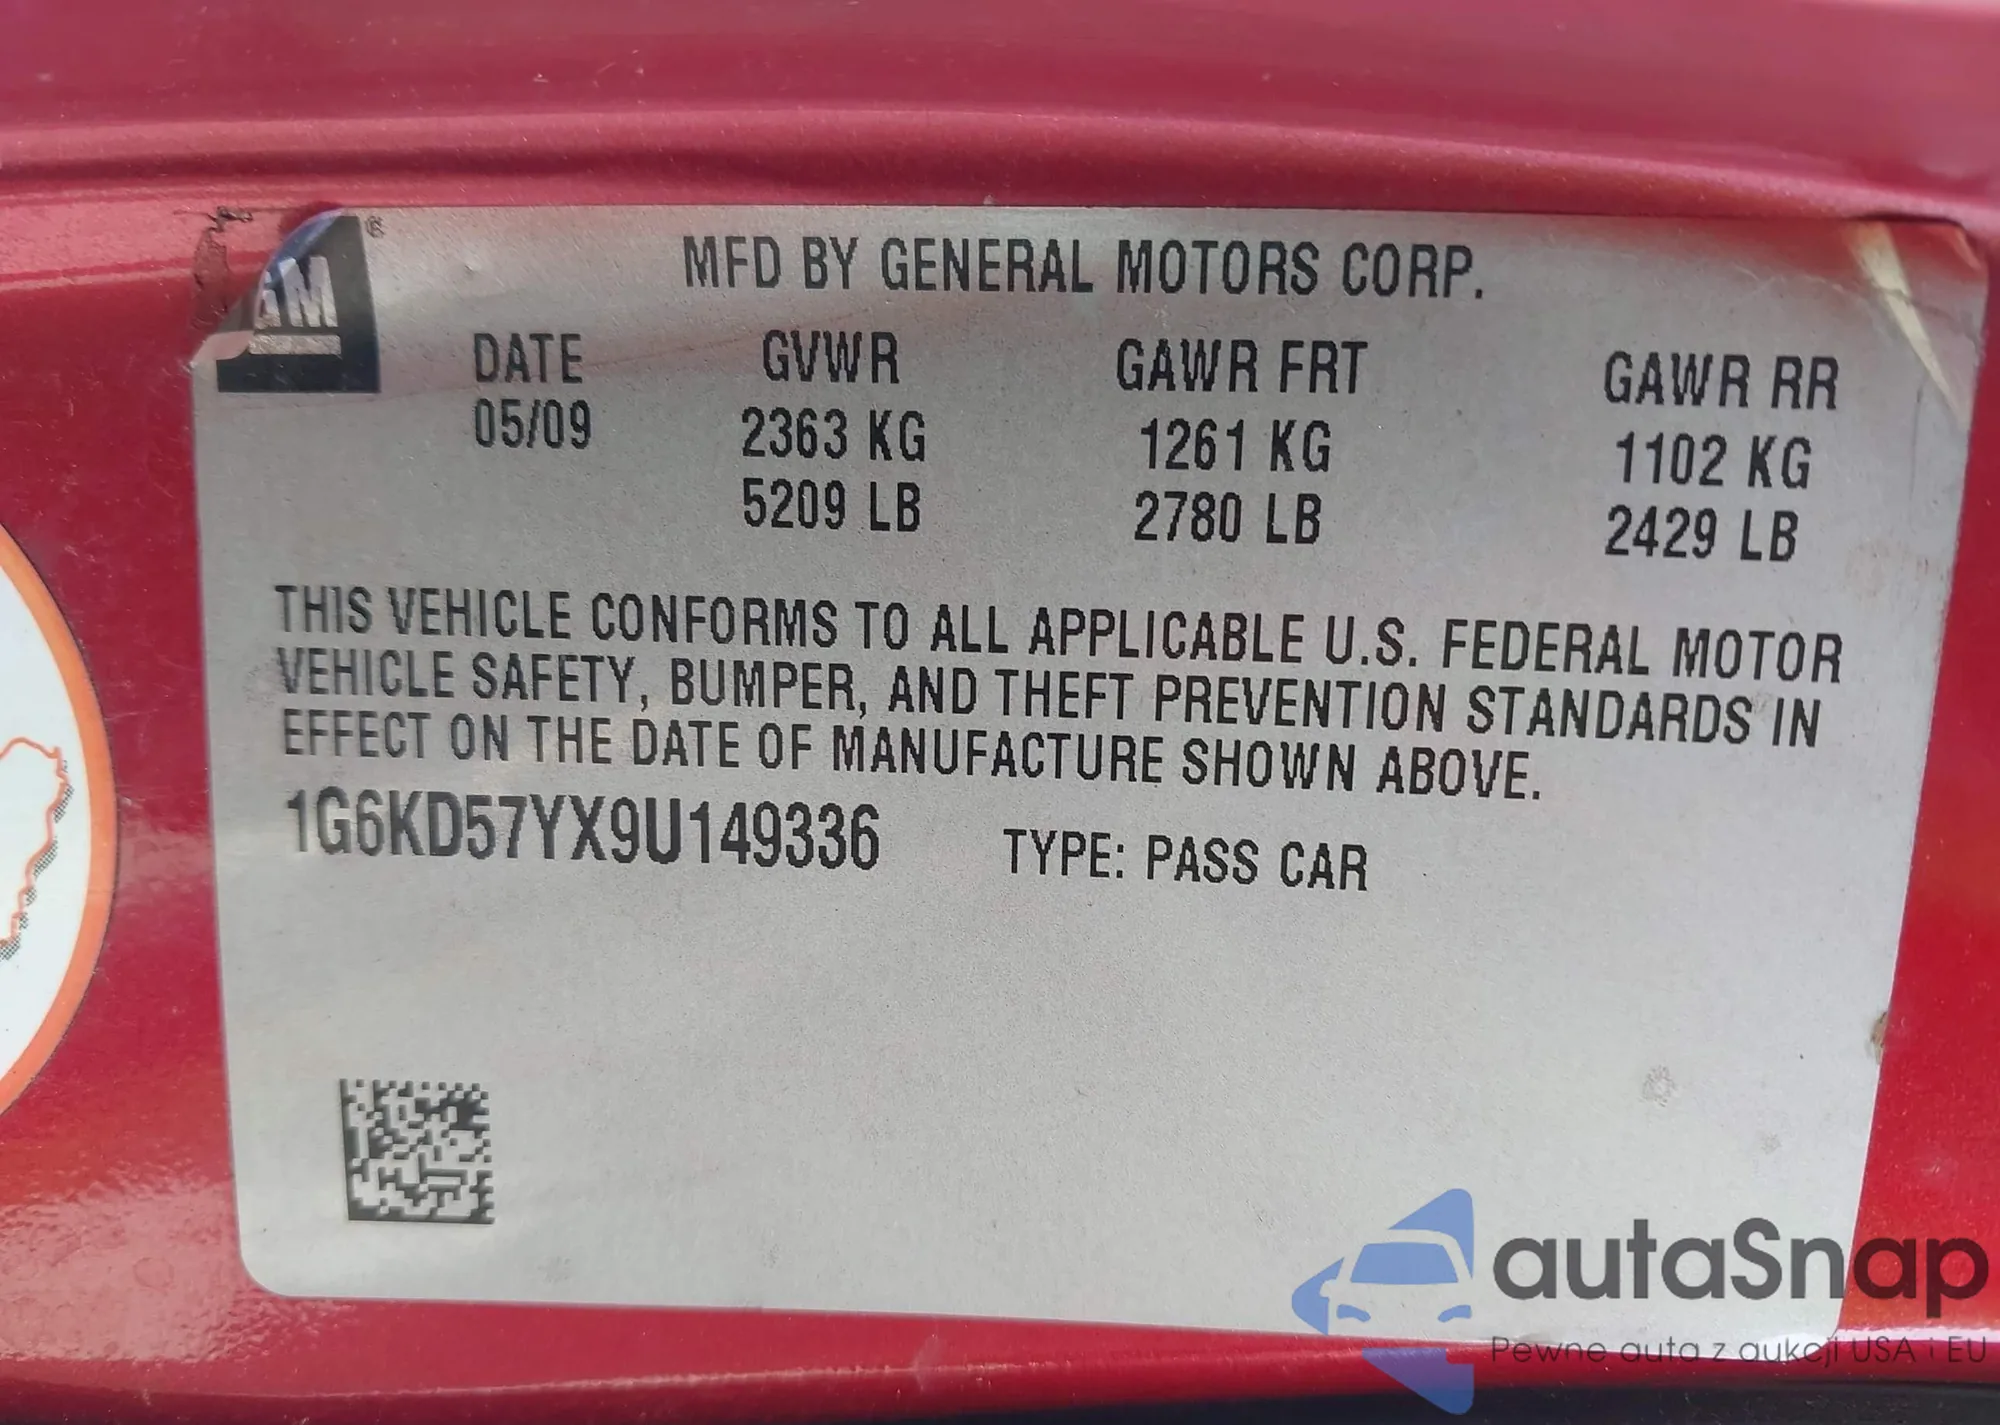 GM ®
MFD BY GENERAL MOTORS CORP.
DATE GVWR GAWR FRT GAWR RR
05/09 2363 KG 1261 KG 1102 KG
5209 LB 2780 LB 2429 LB
THIS VEHICLE CONFORMS TO ALL APPLICABLE U.S. FEDERAL MOTOR
VEHICLE SAFETY, BUMPER, AND THEFT PREVENTION STANDARDS IN
EFFECT ON THE DATE OF MANUFACTURE SHOWN ABOVE.
1G6KD57YX9U149336 TYPE: PASS CAR
autaSnap
Pewne auta z aukcji USA i EU